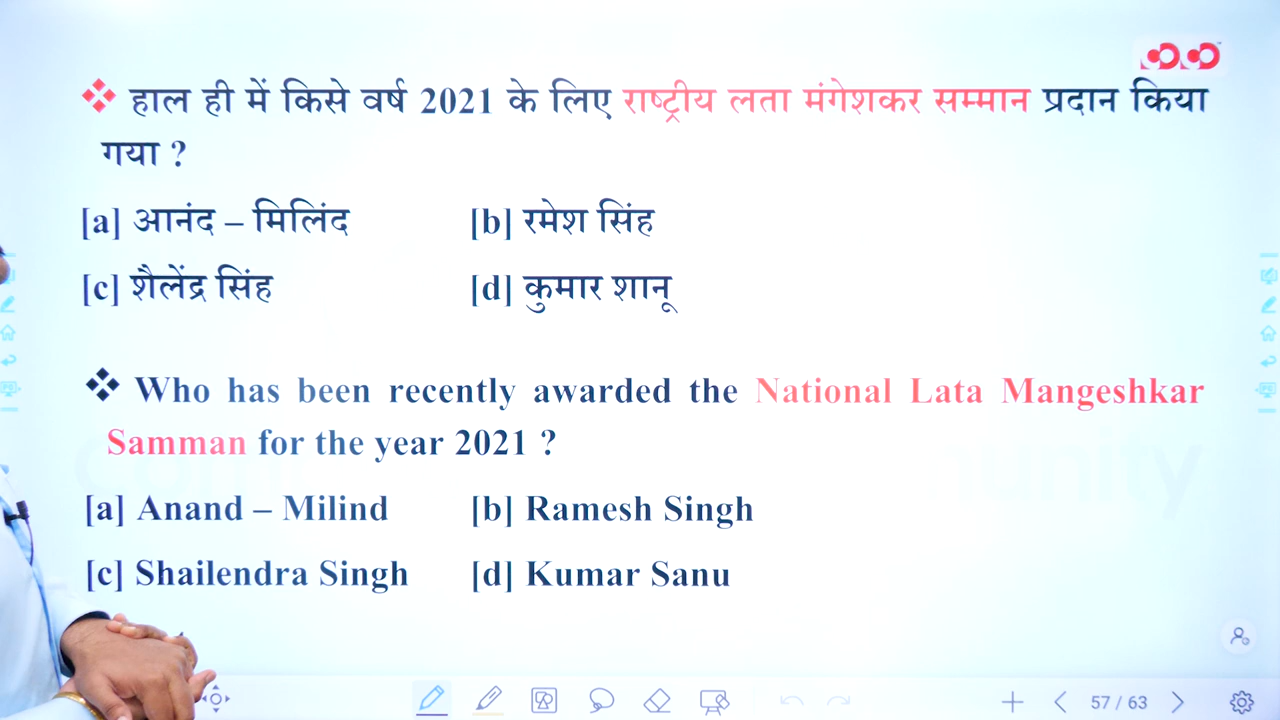 ❖ हाल ही में किसे वर्ष 2021 के लिए राष्ट्रीय लता मंगेशकर सम्मान प्रदान किया
गया ?
[a] आनंद – मिलिंद [b] रमेश सिंह
[c] शैलेंद्र सिंह [d] कुमार शानू
❖ Who has been recently awarded the National Lata Mangeshkar
Samman for the year 2021 ?
[a] Anand – Milind [b] Ramesh Singh
[c] Shailendra Singh [d] Kumar Sanu
57 / 63